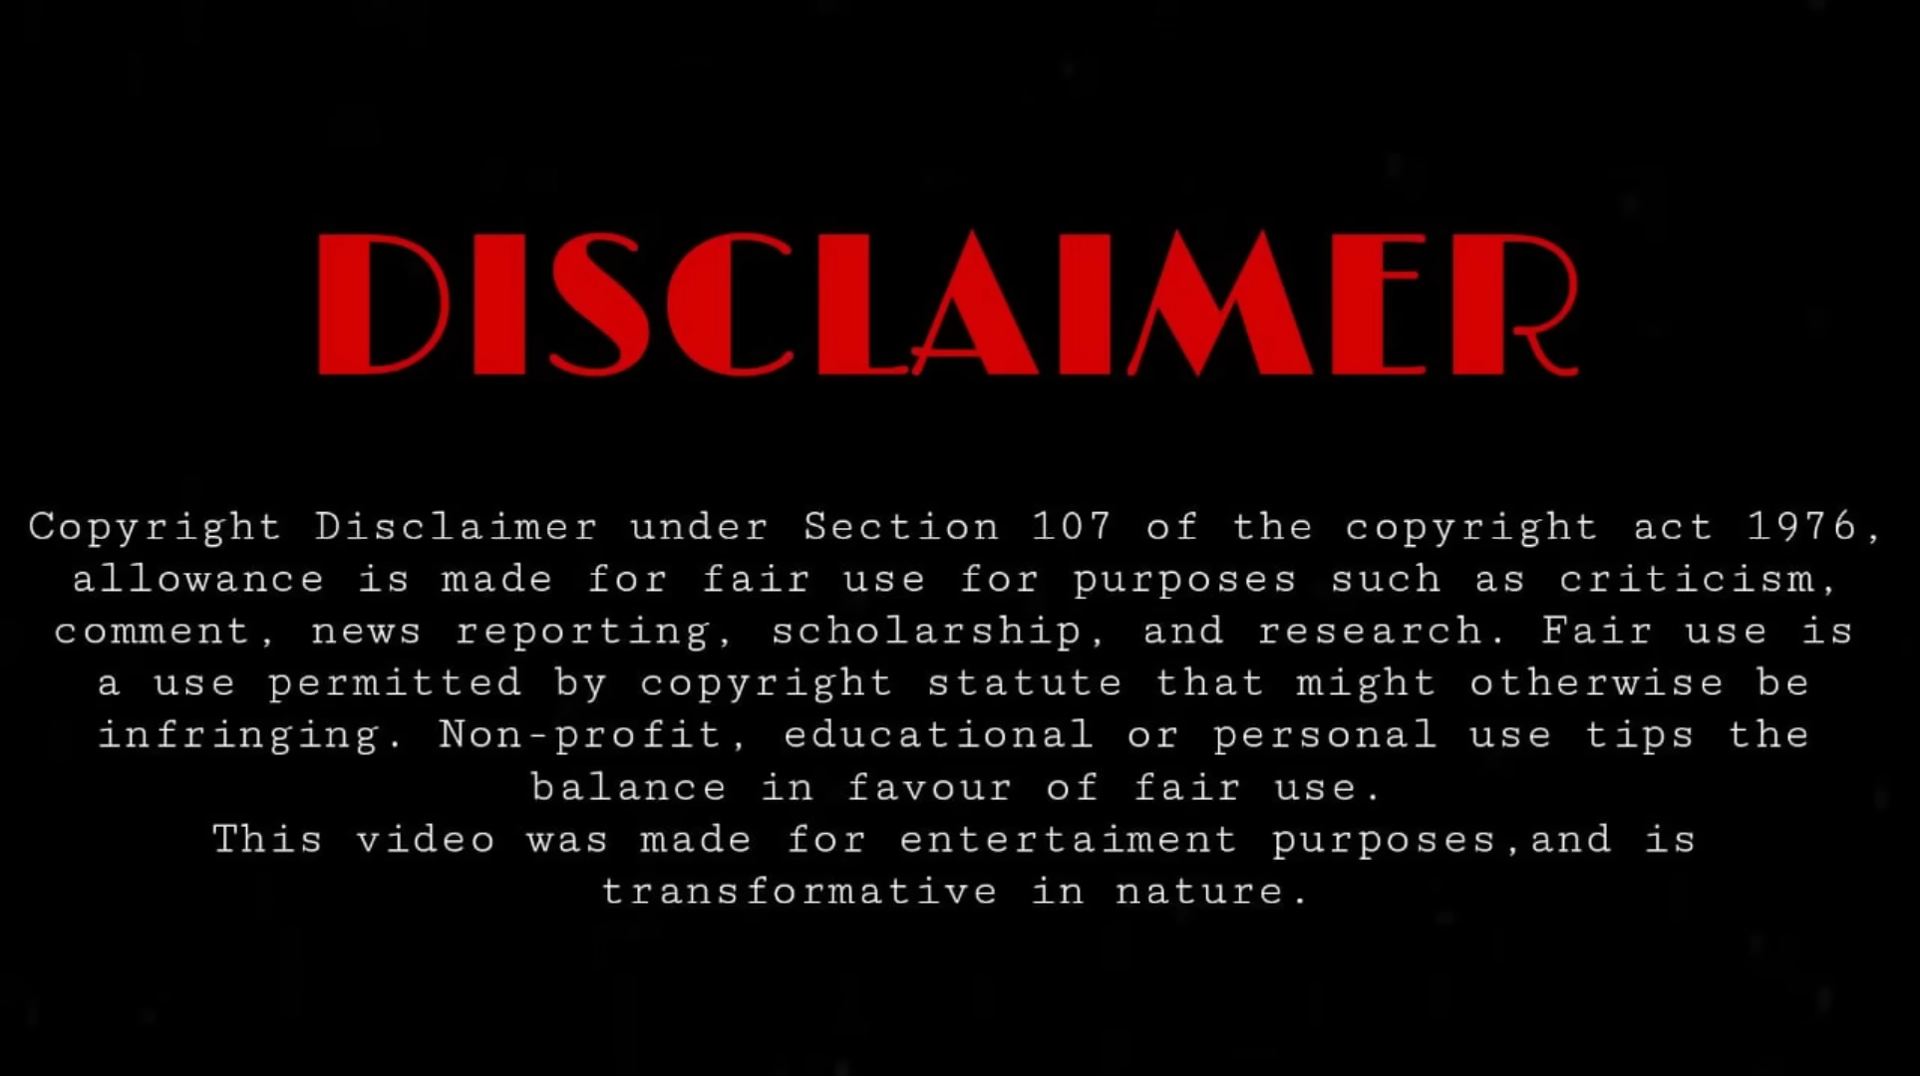 DISCLAIMER
Copyright Disclaimer under Section 107 of the copyright act 1976,
allowance is made for fair use for purposes such as criticism,
comment, news reporting, scholarship, and research. Fair use is
a use permitted by copyright statute that might otherwise be
infringing. Non-profit, educational or personal use tips the
balance in favour of fair use.
This video was made for entertaiment purposes,and is
transformative in nature.